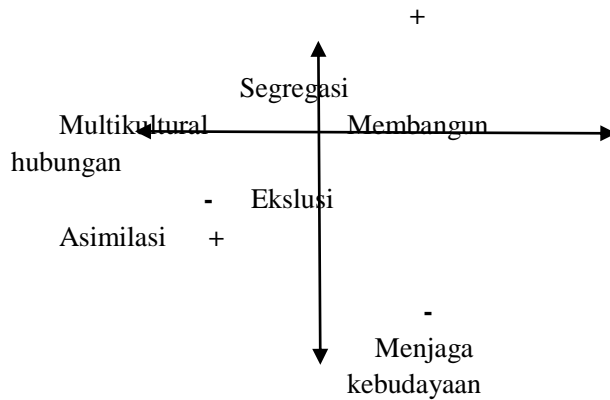 +
Segregasi
Multikultural Membangun
hubungan
- Ekslusi
Asimilasi +
-
Menjaga
kebudayaan